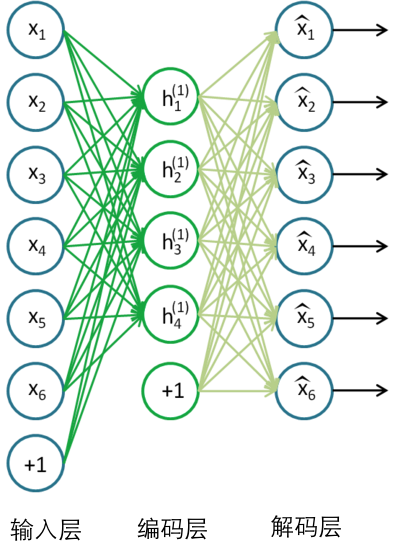 x₁
x₂
x₃
x₄
x₅
x₆
+1
输入层
h₁⁽¹⁾
h₂⁽¹⁾
h₃⁽¹⁾
h₄⁽¹⁾
+1
编码层
x̂₁
x̂₂
x̂₃
x̂₄
x̂₅
x̂₆
解码层